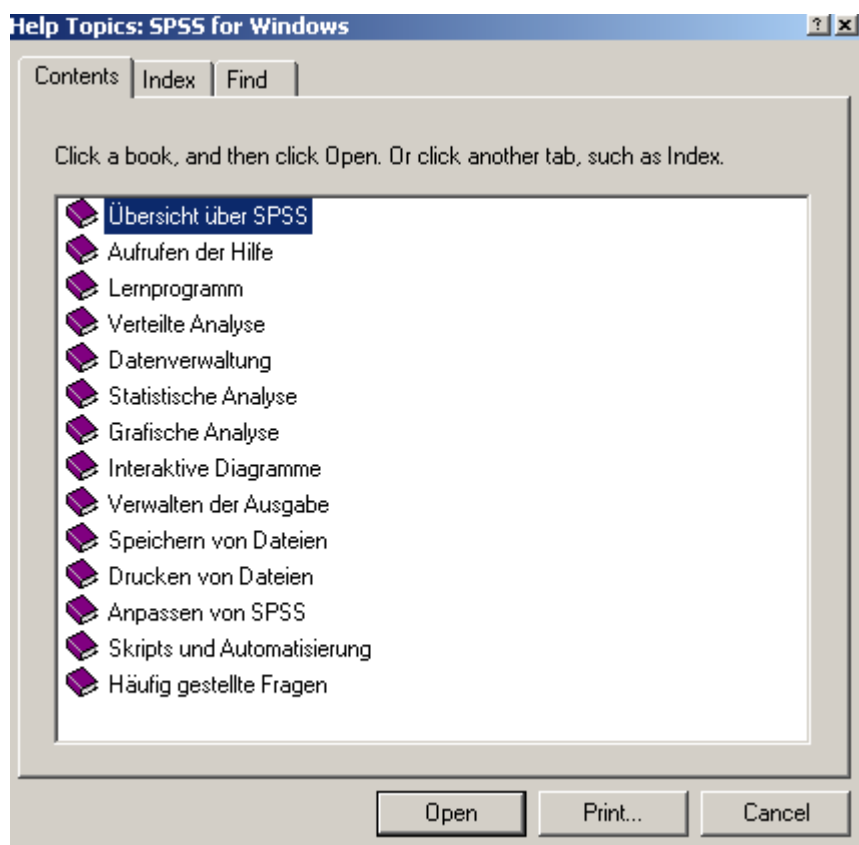 Help Topics: SPSS for Windows
Contents
Index
Find
Click a book, and then click Open. Or click another tab, such as Index.
Übersicht über SPSS
Aufrufen der Hilfe
Lernprogramm
Verteilte Analyse
Datenverwaltung
Statistische Analyse
Grafische Analyse
Interaktive Diagramme
Verwalten der Ausgabe
Speichern von Dateien
Drucken von Dateien
Anpassen von SPSS
Skripts und Automatisierung
Häufig gestellte Fragen
Open
Print...
Cancel